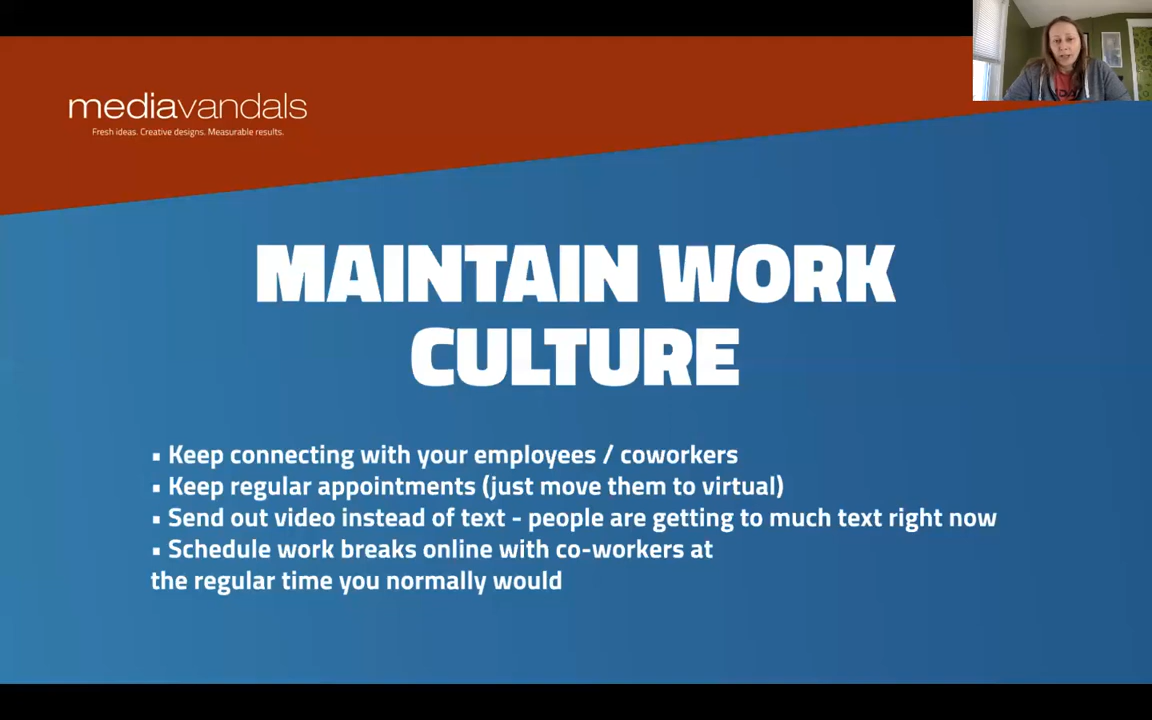 mediavandals
Fresh ideas. Creative designs. Measurable results.
MAINTAIN WORK
CULTURE
▪ Keep connecting with your employees / coworkers
▪ Keep regular appointments (just move them to virtual)
▪ Send out video instead of text - people are getting to much text right now
▪ Schedule work breaks online with co-workers at
the regular time you normally would